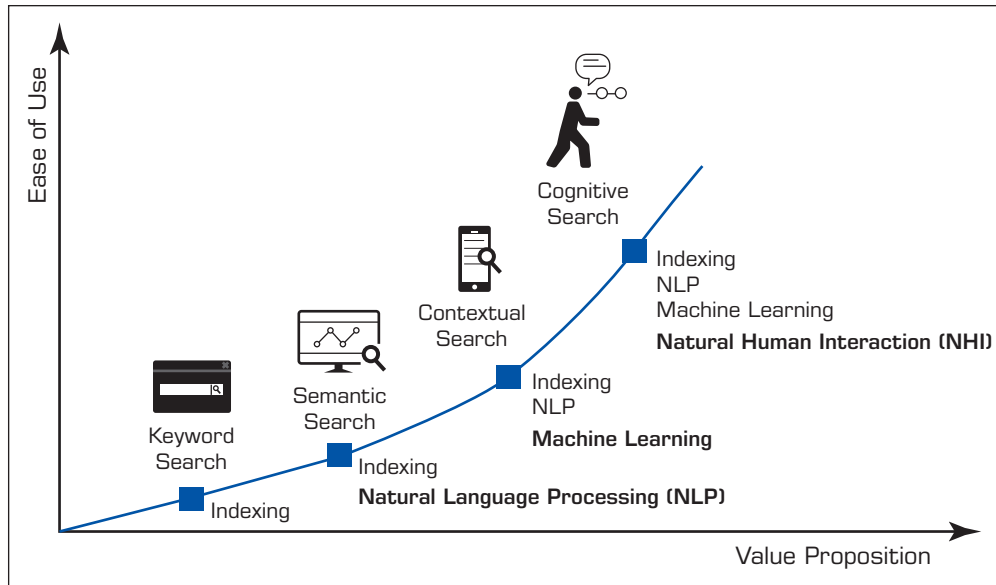 Ease of Use
Cognitive
Search
Indexing
NLP
Machine Learning
Natural Human Interaction (NHI)
Contextual
Search
Indexing
NLP
Machine Learning
Semantic
Search
Indexing
Natural Language Processing (NLP)
Keyword
Search
Indexing
Value Proposition